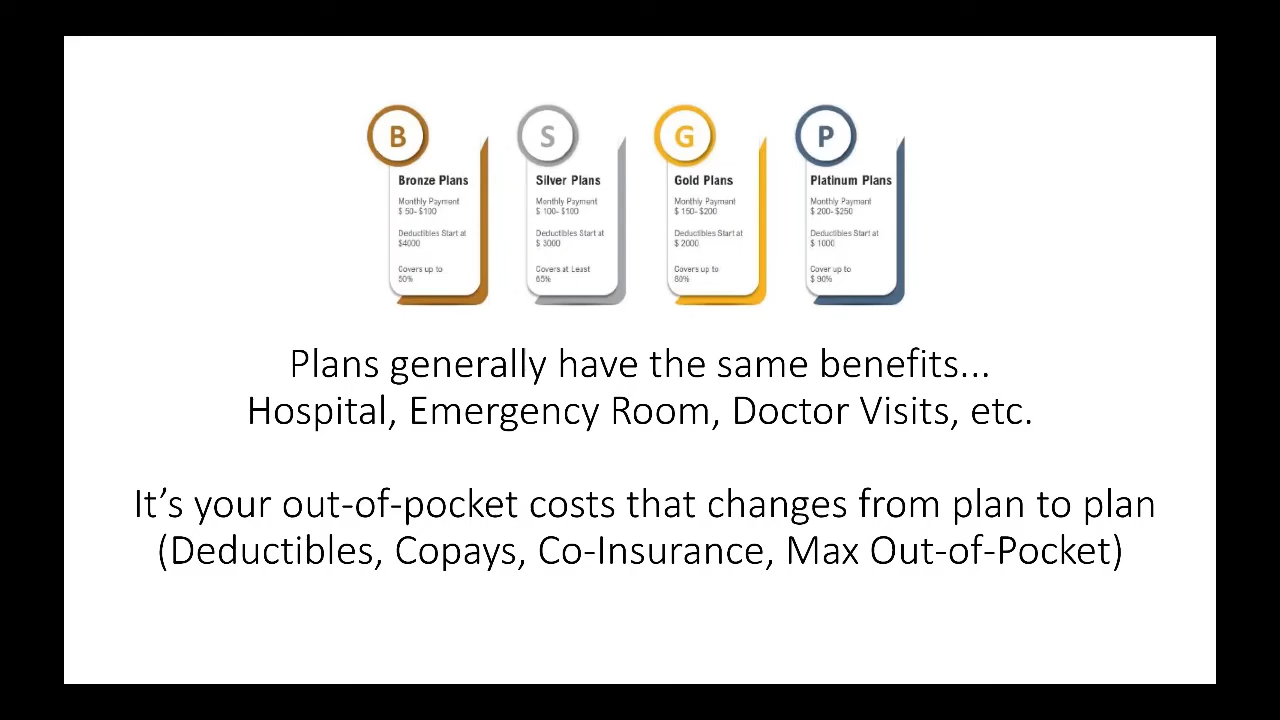 B
Bronze Plans
Monthly Payment
$ 50- $100
Deductibles Start at
$4000
Covers up to
50%
S
Silver Plans
Monthly Payment
$ 100- $100
Deductibles Start at
$ 3000
Covers at Least
65%
G
Gold Plans
Monthly Payment
$ 150- $200
Deductibles Start at
$ 2000
Covers up to
80%
P
Platinum Plans
Monthly Payment
$ 200- $250
Deductibles Start at
$ 1000
Cover up to
$ 90%
Plans generally have the same benefits...
Hospital, Emergency Room, Doctor Visits, etc.
It’s your out-of-pocket costs that changes from plan to plan
(Deductibles, Copays, Co-Insurance, Max Out-of-Pocket)